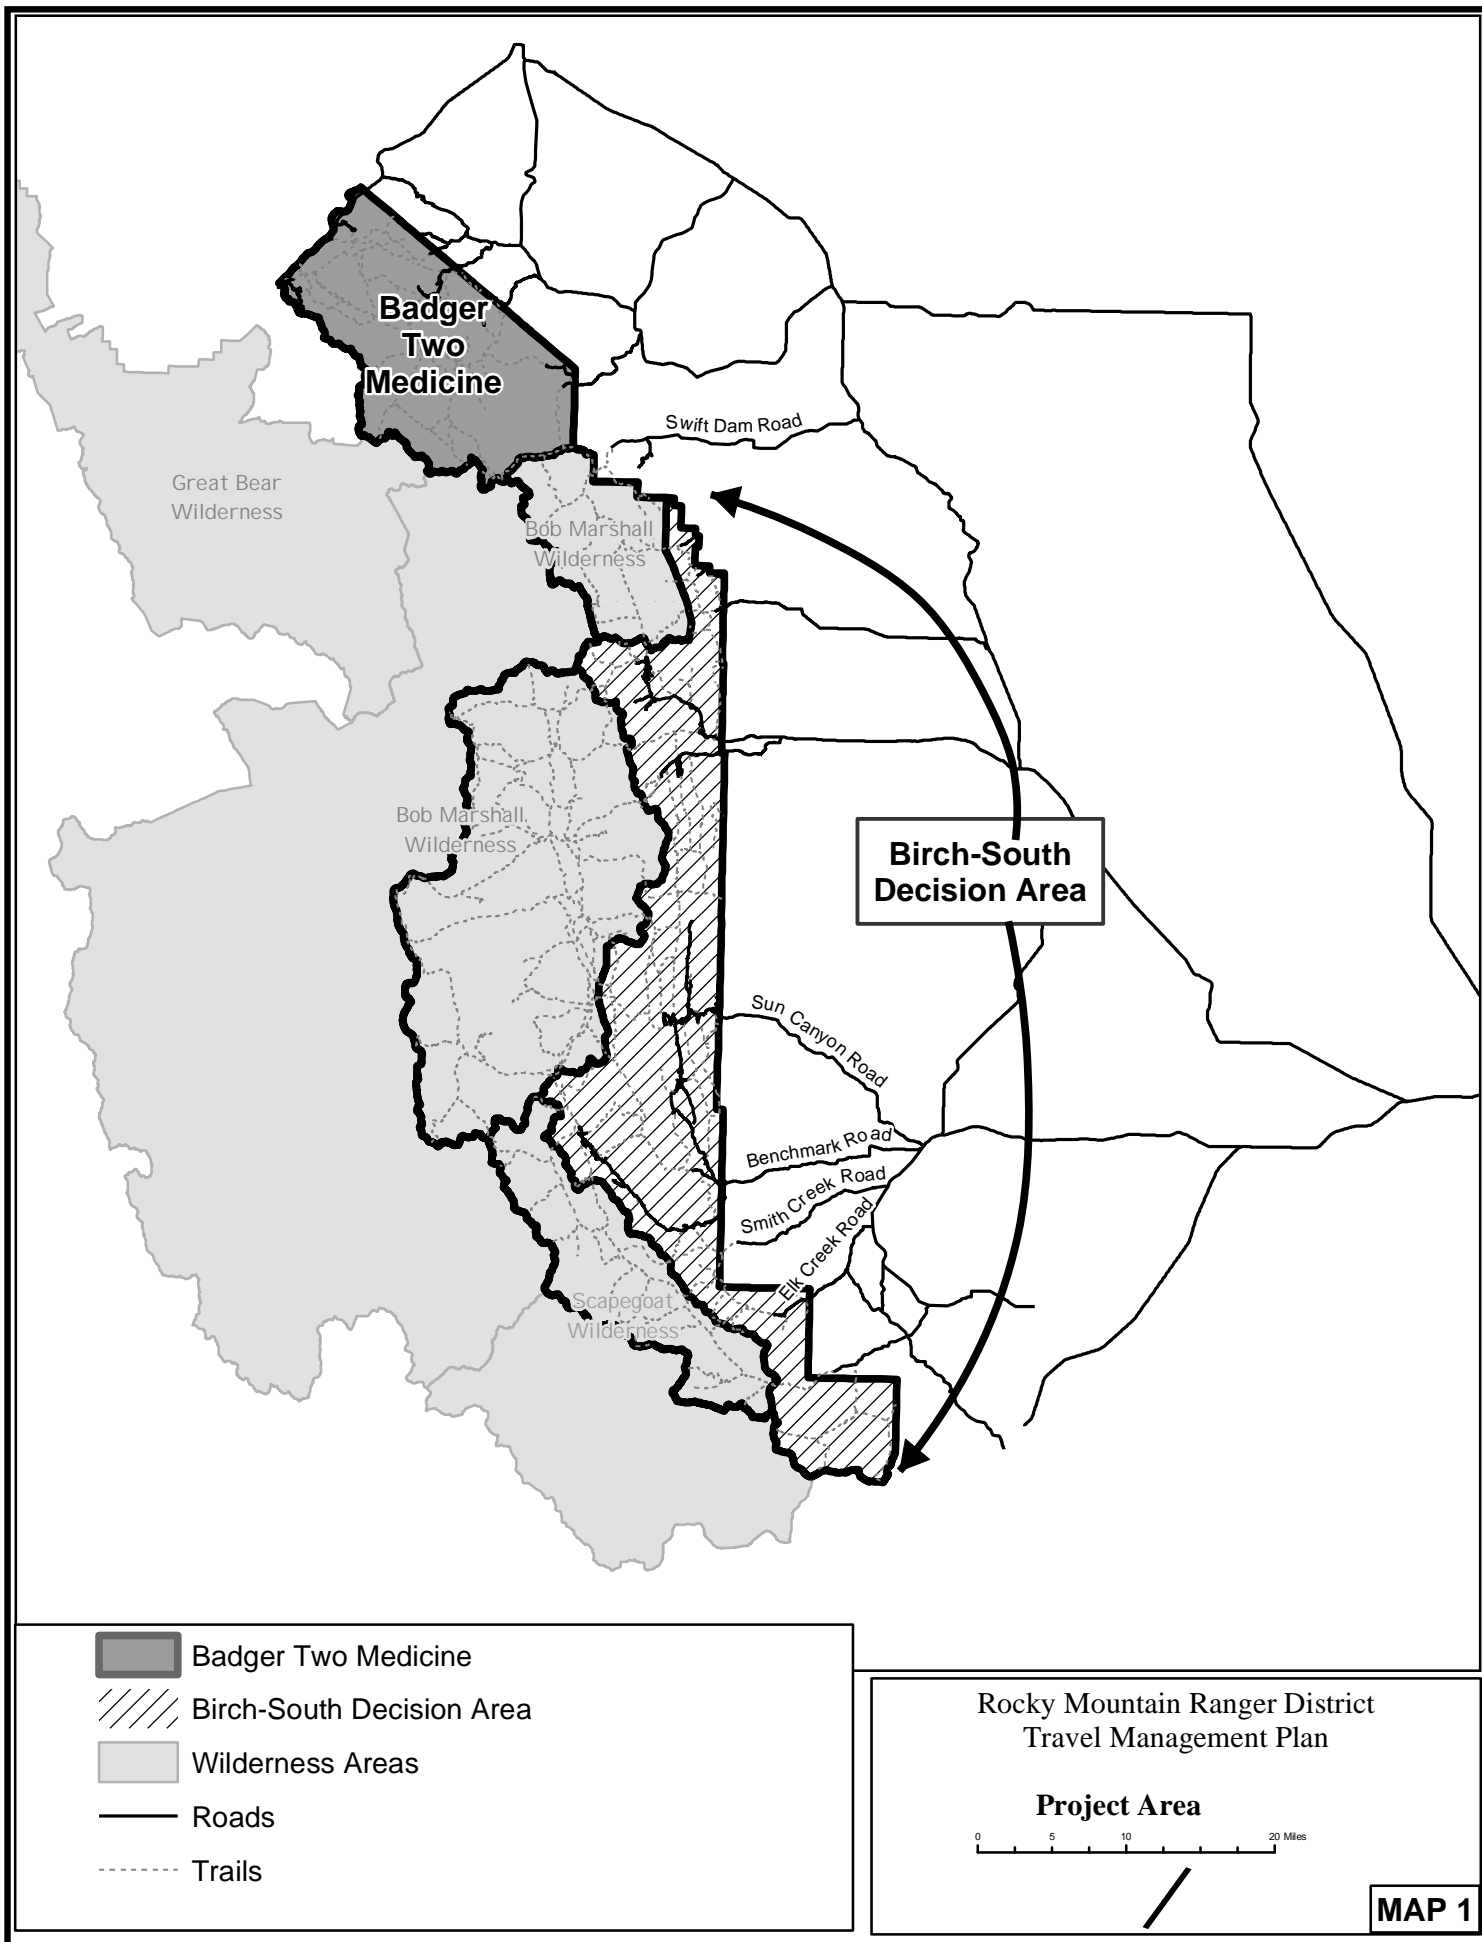 Badger
Two
Medicine
Swift Dam Road
Great Bear
Wilderness
Bob Marshall
Wilderness
Bob Marshall
Wilderness
Birch-South
Decision Area
Sun Canyon Road
Benchmark Road
Smith Creek Road
Elk Creek Road
Scapegoat
Wilderness
Badger Two Medicine
Birch-South Decision Area
Wilderness Areas
Roads
Trails
Rocky Mountain Ranger District
Travel Management Plan
Project Area
0 5 10 20 Miles
MAP 1